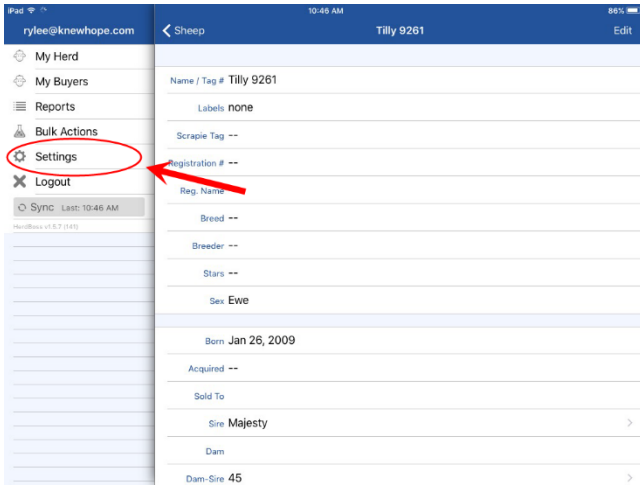 iPad 10:46 AM 86%
rylee@knewhope.com
My Herd
My Buyers
Reports
Bulk Actions
Settings
Logout
Sync Last: 10:46 AM
HerdBoss v1.5.7 (141)
Sheep Tilly 9261 Edit
Name / Tag # Tilly 9261
Labels none
Scrapie Tag --
Registration # --
Reg. Name
Breed --
Breeder --
Stars --
Sex Ewe
Born Jan 26, 2009
Acquired --
Sold To
Sire Majesty
Dam
Dam-Sire 45